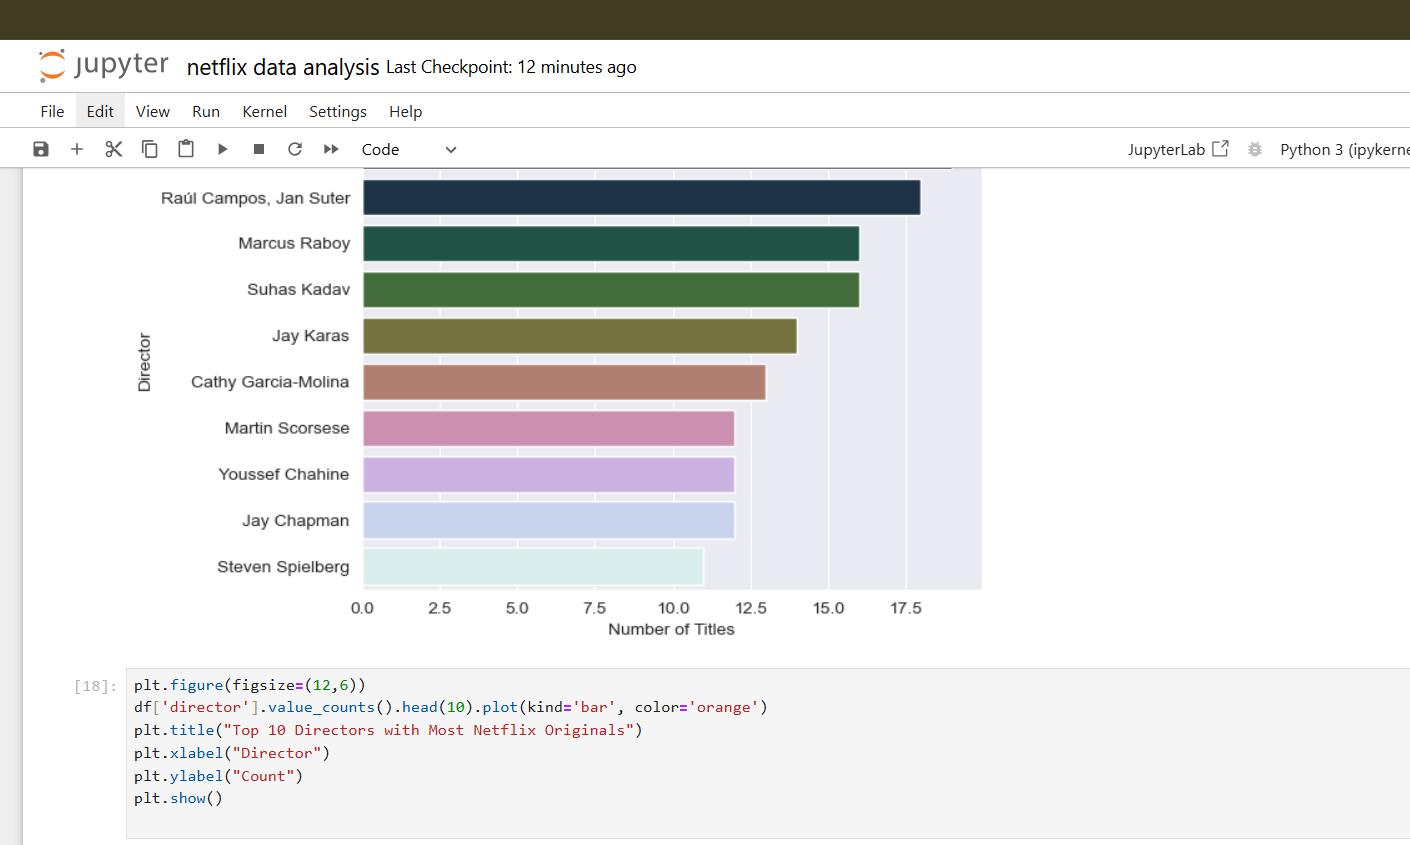 jupyter netflix data analysis Last Checkpoint: 12 minutes ago
File Edit View Run Kernel Settings Help
Code JupyterLab Python 3 (ipykerne
Raúl Campos, Jan Suter
Marcus Raboy
Suhas Kadav
Jay Karas
Cathy Garcia-Molina
Martin Scorsese
Youssef Chahine
Jay Chapman
Steven Spielberg
Director
0.0 2.5 5.0 7.5 10.0 12.5 15.0 17.5
Number of Titles
[18]: plt.figure(figsize=(12,6))
df['director'].value_counts().head(10).plot(kind='bar', color='orange')
plt.title("Top 10 Directors with Most Netflix Originals")
plt.xlabel("Director")
plt.ylabel("Count")
plt.show()